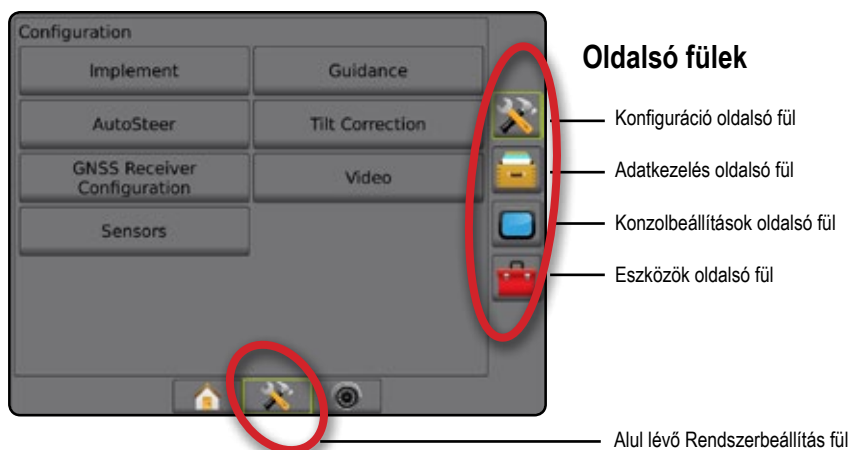 Configuration
Implement
Guidance
AutoSteer
Tilt Correction
GNSS Receiver
Configuration
Video
Sensors
Oldalsó fülek
Konfiguráció oldalsó fül
Adatkezelés oldalsó fül
Konzolbeállítások oldalsó fül
Eszközök oldalsó fül
Alul lévő Rendszerbeállítás fül